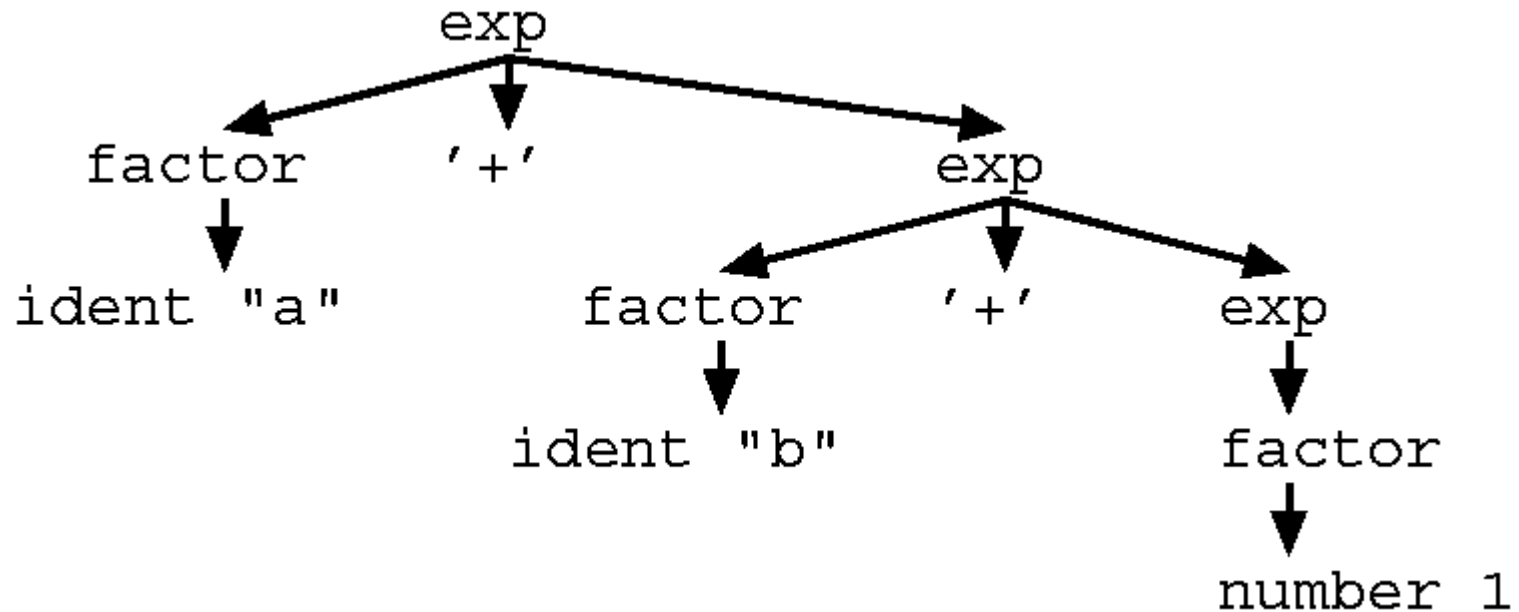 exp
factor ′+′ exp
ident "a" factor ′+′ exp
ident "b" factor
number 1